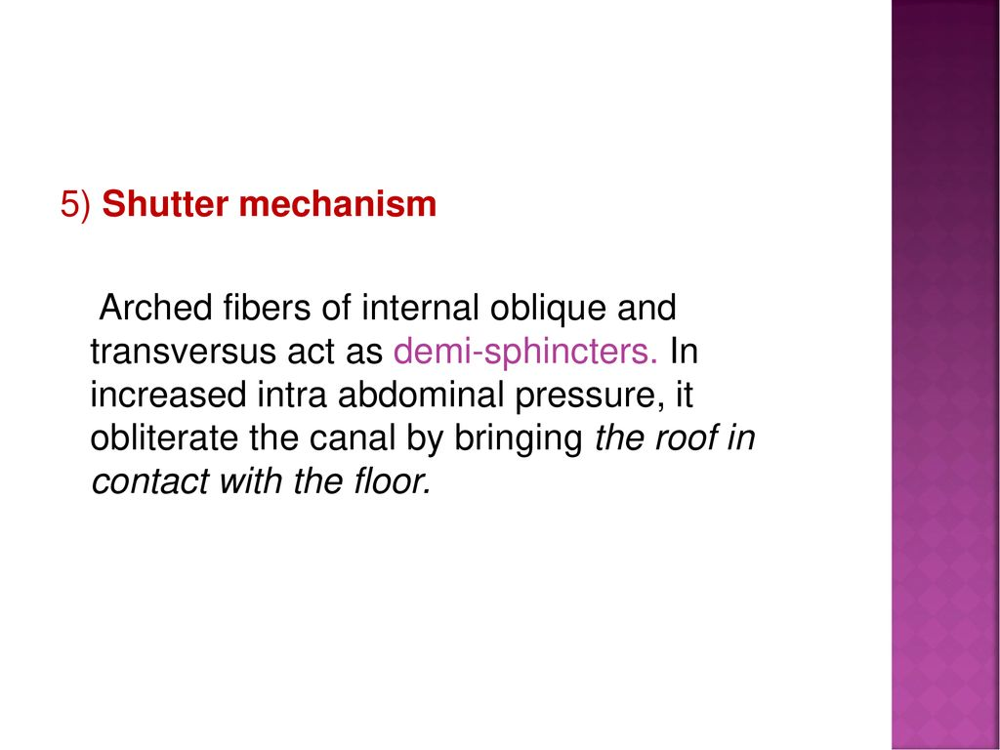 5) Shutter mechanism
Arched fibers of internal oblique and
transversus act as demi-sphincters. In
increased intra abdominal pressure, it
obliterate the canal by bringing the roof in
contact with the floor.